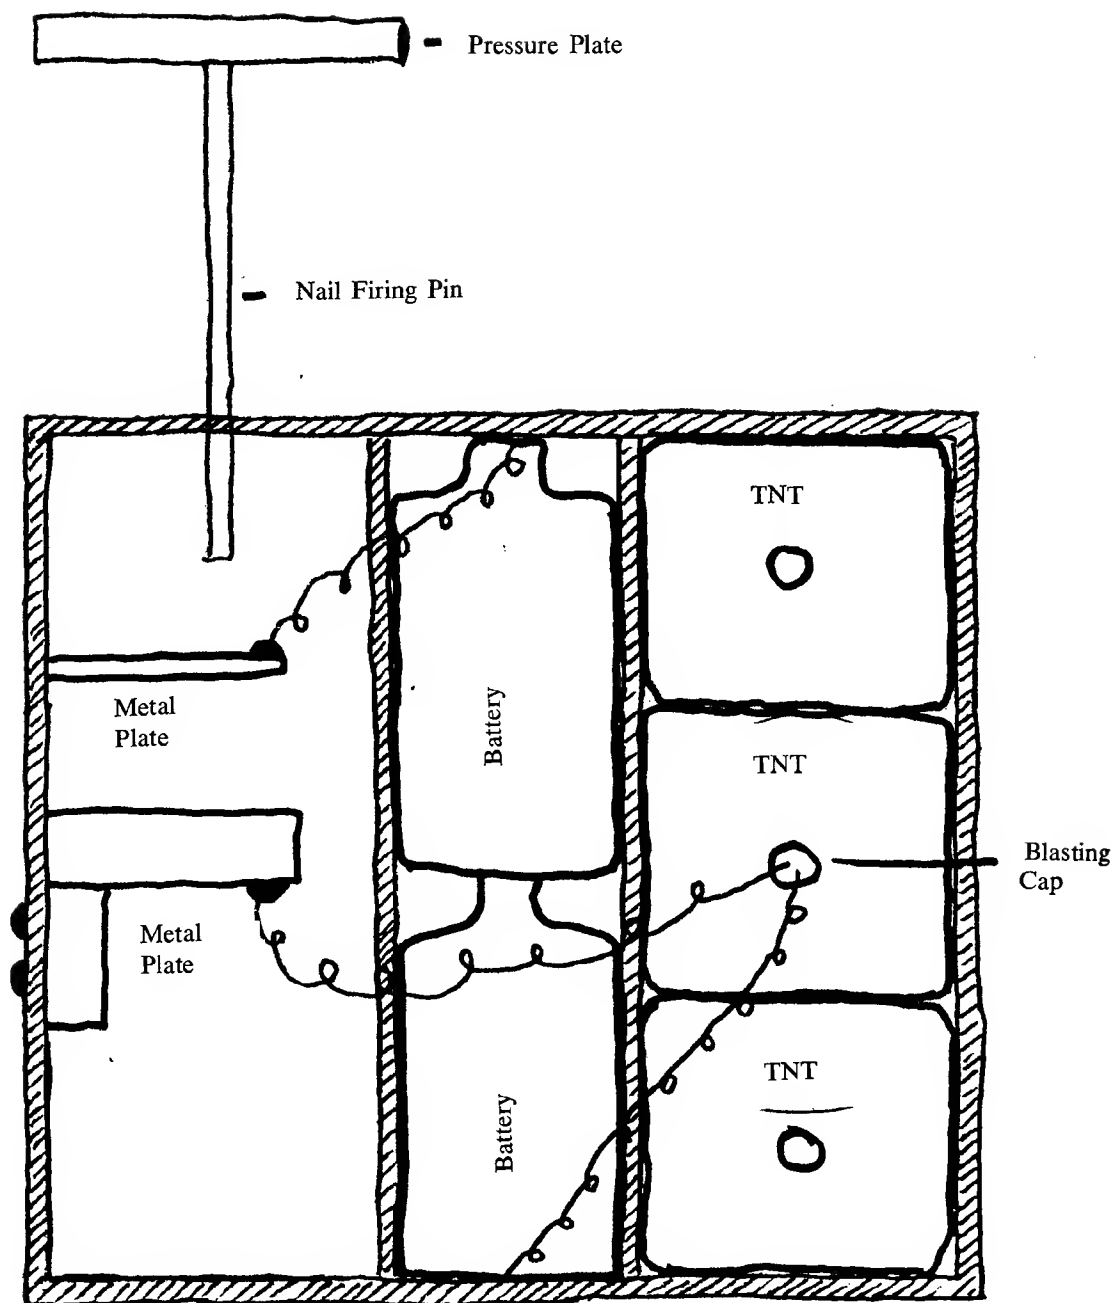 Pressure Plate
Nail Firing Pin
TNT
Metal
Plate
Battery
TNT
Blasting
Cap
Metal
Plate
Battery
TNT